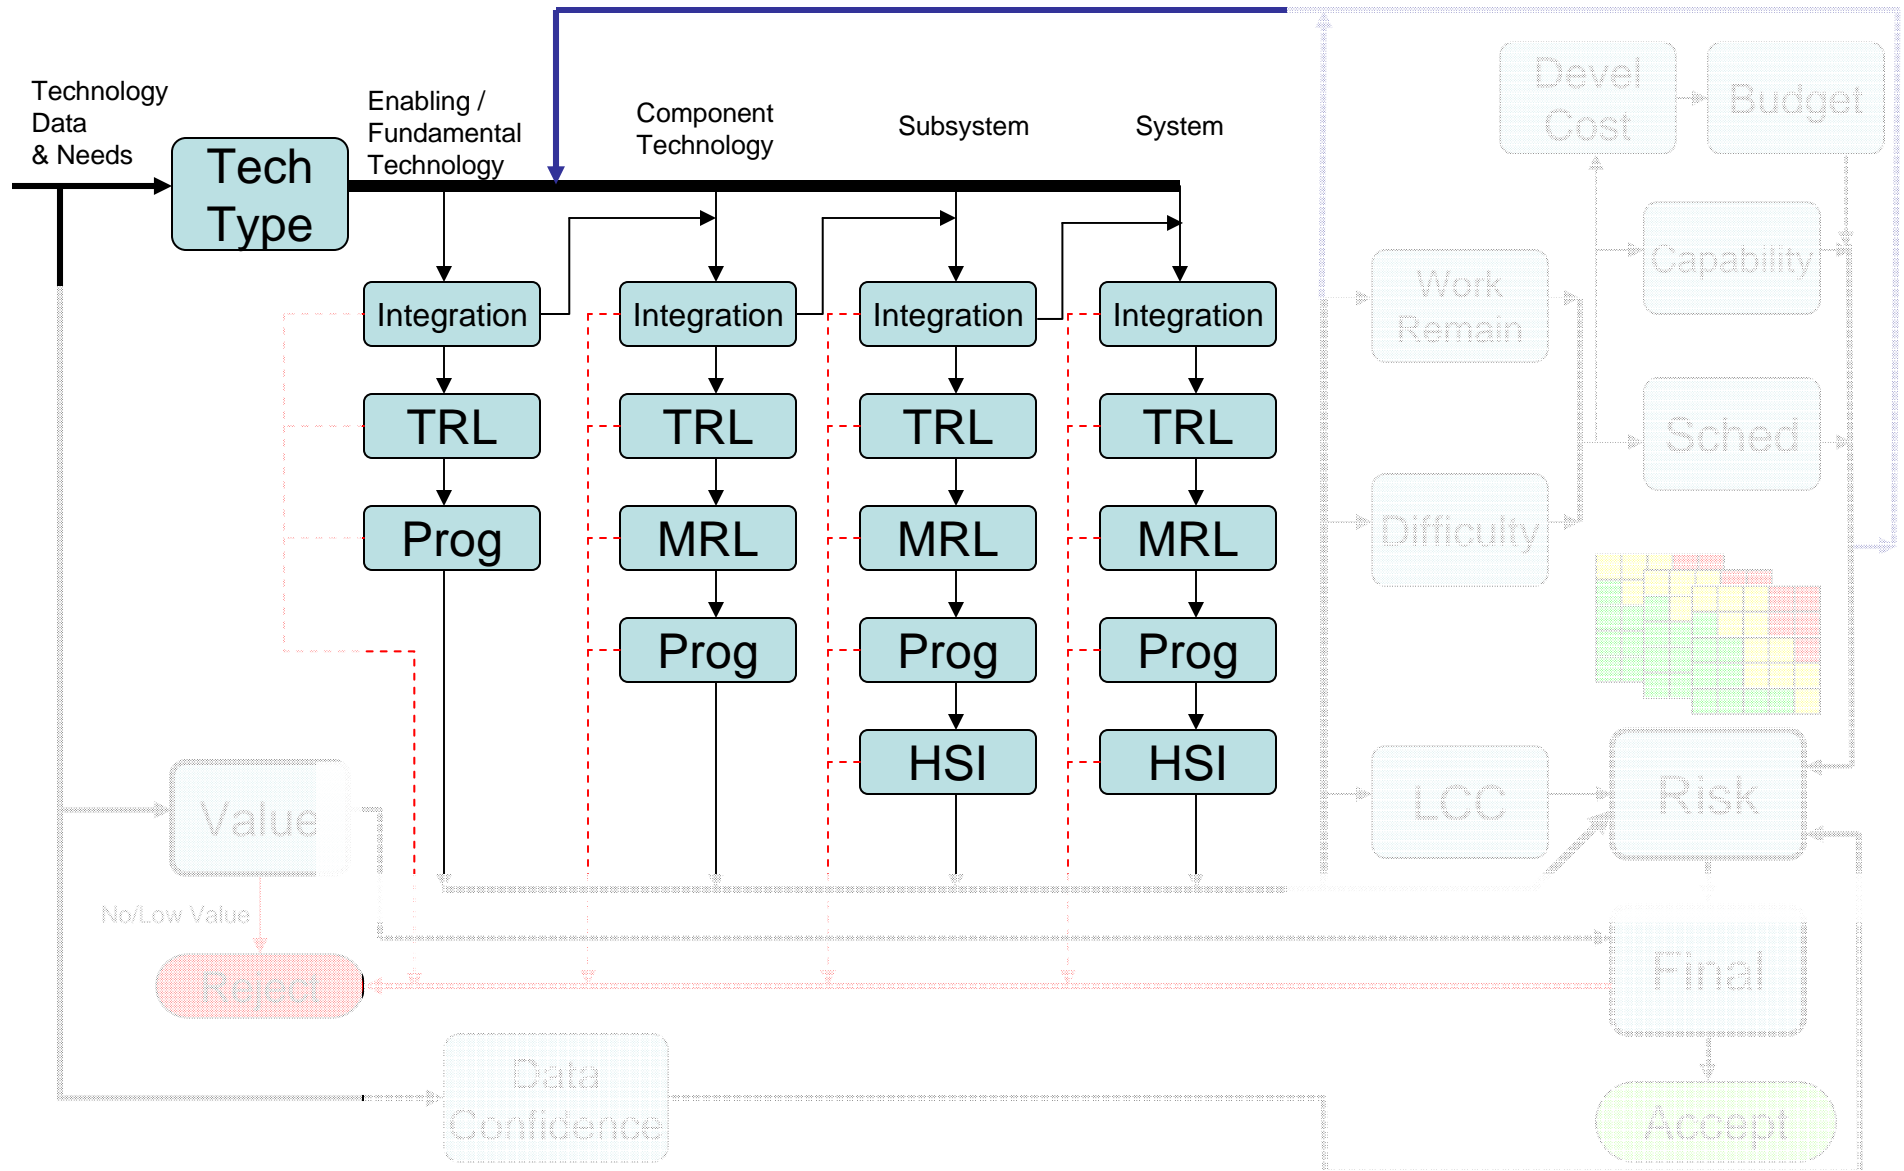 Technology
Data
& Needs
Tech
Type
Enabling /
Fundamental
Technology
Component
Technology
Subsystem
System
Integration
TRL
Prog
Integration
TRL
MRL
Prog
Integration
TRL
MRL
Prog
HSI
Integration
TRL
MRL
Prog
HSI
Devel
Cost
Budget
Capability
Work
Remain
Sched
Difficulty
LCC
Risk
Value
No/Low Value
Reject
Final
Data
Confidence
Accept